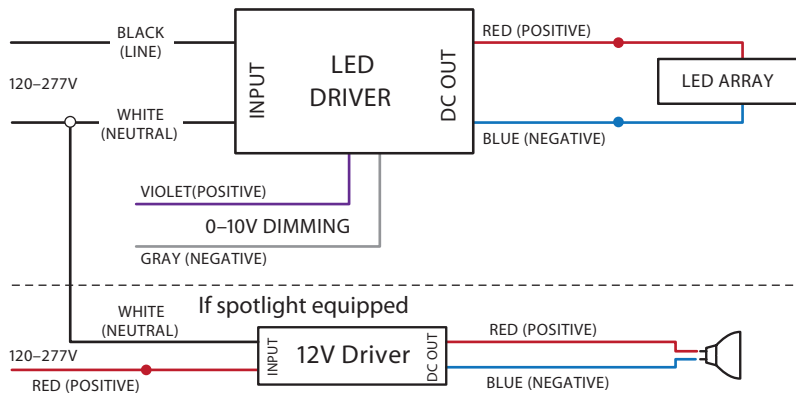 BLACK
(LINE)
120–277V
WHITE
(NEUTRAL)
INPUT
LED
DRIVER
DC OUT
RED (POSITIVE)
LED ARRAY
BLUE (NEGATIVE)
VIOLET(POSITIVE)
0–10V DIMMING
GRAY (NEGATIVE)
If spotlight equipped
WHITE
(NEUTRAL)
120–277V
RED (POSITIVE)
INPUT
12V Driver
DC OUT
RED (POSITIVE)
BLUE (NEGATIVE)